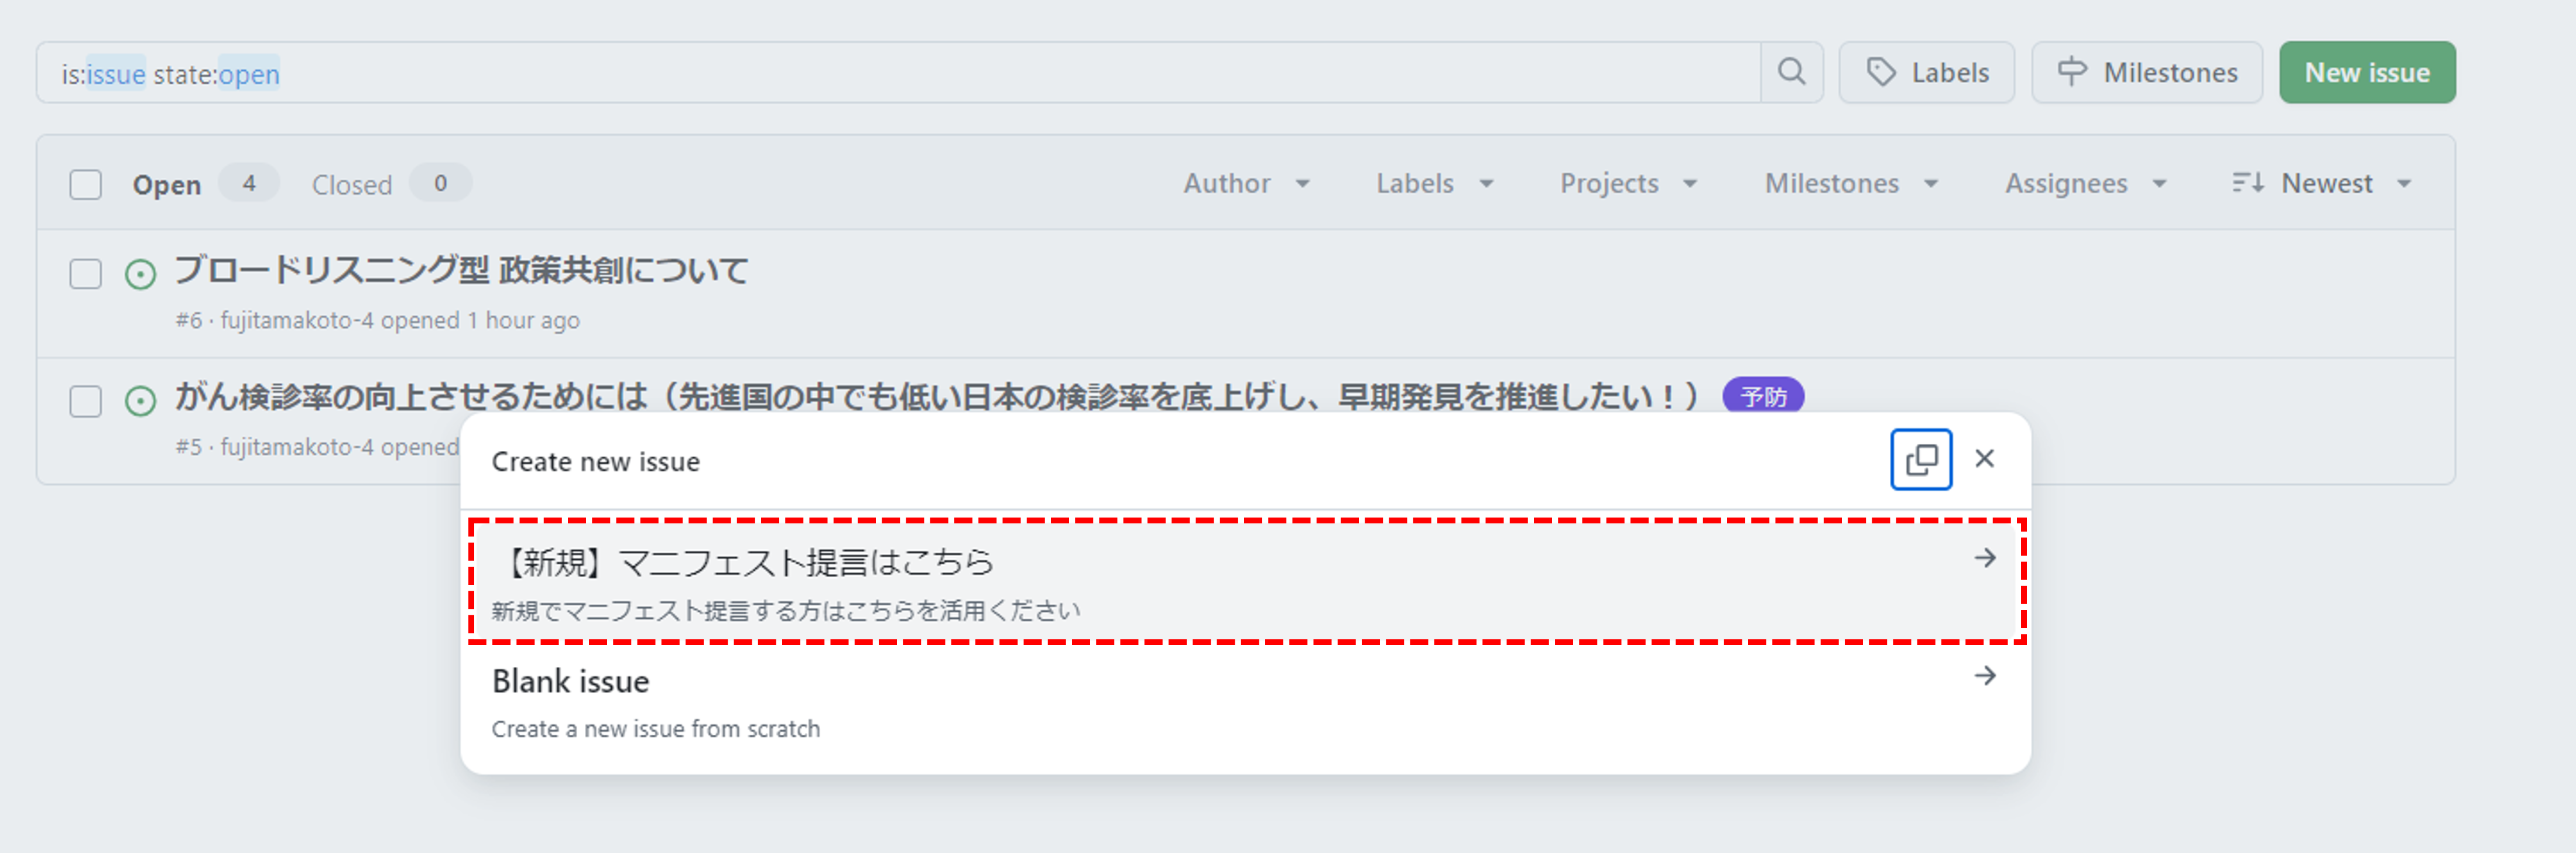 is:issue state:open
Labels
Milestones
New issue
Open 4 Closed 0 Author Labels Projects Milestones Assignees Newest
ブロードリスニング型 政策共創について
#6 · fujitamakoto-4 opened 1 hour ago
がん検診率の向上させるためには（先進国の中でも低い日本の検診率を底上げし、早期発見を推進したい！） 予防
#5 · fujitamakoto-4 opened
Create new issue
【新規】マニフェスト提言はこちら
新規でマニフェスト提言する方はこちらを活用ください
Blank issue
Create a new issue from scratch